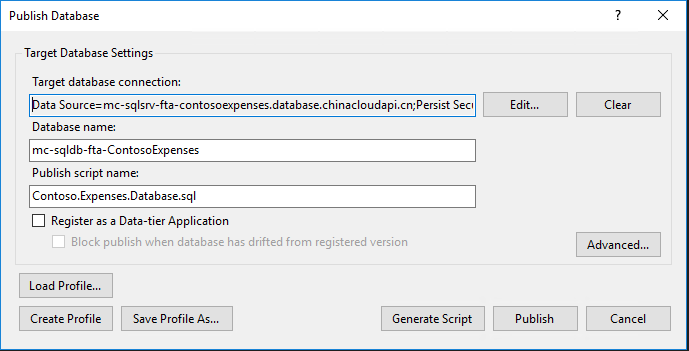 Publish Database
Target Database Settings
Target database connection:
Data Source=mc-sqlsrv-fta-contosoexpenses.database.chinacloudapi.cn;Persist Secu
Edit...
Clear
Database name:
mc-sqldb-fta-ContosoExpenses
Publish script name:
Contoso.Expenses.Database.sql
Register as a Data-tier Application
Block publish when database has drifted from registered version
Advanced...
Load Profile...
Create Profile
Save Profile As...
Generate Script
Publish
Cancel